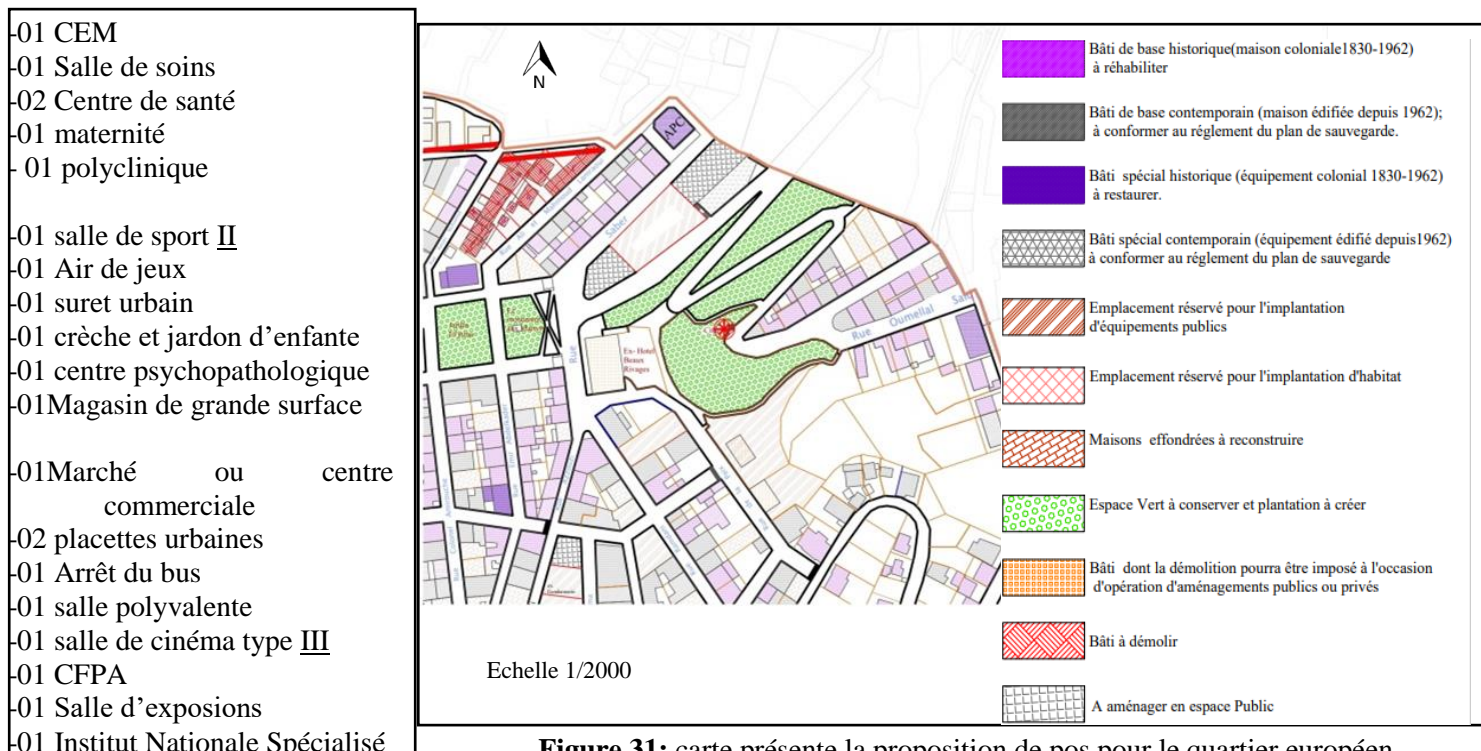 -01 CEM
-01 Salle de soins
-02 Centre de santé
-01 maternité
- 01 polyclinique
-01 salle de sport II
-01 Air de jeux
-01 suret urbain
-01 crèche et jardon d'enfante
-01 centre psychopathologique
-01Magasin de grande surface
-01Marché ou centre
commerciale
-02 placettes urbaines
-01 Arrêt du bus
-01 salle polyvalente
-01 salle de cinéma type III
-01 CFPA
-01 Salle d'exposions
-01 Institut Nationale Spécialisé
N
APC
Saber
Rue Oumellal Said
Ex- Hotel
Beaux
Rivages
Rue
Rue Emir Abdelkader
Rue Colonel Amirouche
Echelle 1/2000
Bâti de base historique(maison coloniale1830-1962)
à réhabiliter
Bâti de base contemporain (maison édifiée depuis 1962);
à conformer au réglement du plan de sauvegarde.
Bâti spécial historique (équipement colonial 1830-1962)
à restaurer.
Bâti spécial contemporain (équipement édifié depuis1962)
à conformer au réglement du plan de sauvegarde
Emplacement réservé pour l'implantation
d'équipements publics
Emplacement réservé pour l'implantation d'habitat
Maisons effondrées à reconstruire
Espace Vert à conserver et plantation à créer
Bâti dont la démolition pourra être imposé à l'occasion
d'opération d'aménagements publics ou privés
Bâti à démolir
A aménager en espace Public
Figure 31: carte présente la proposition de pos pour le quartier européen